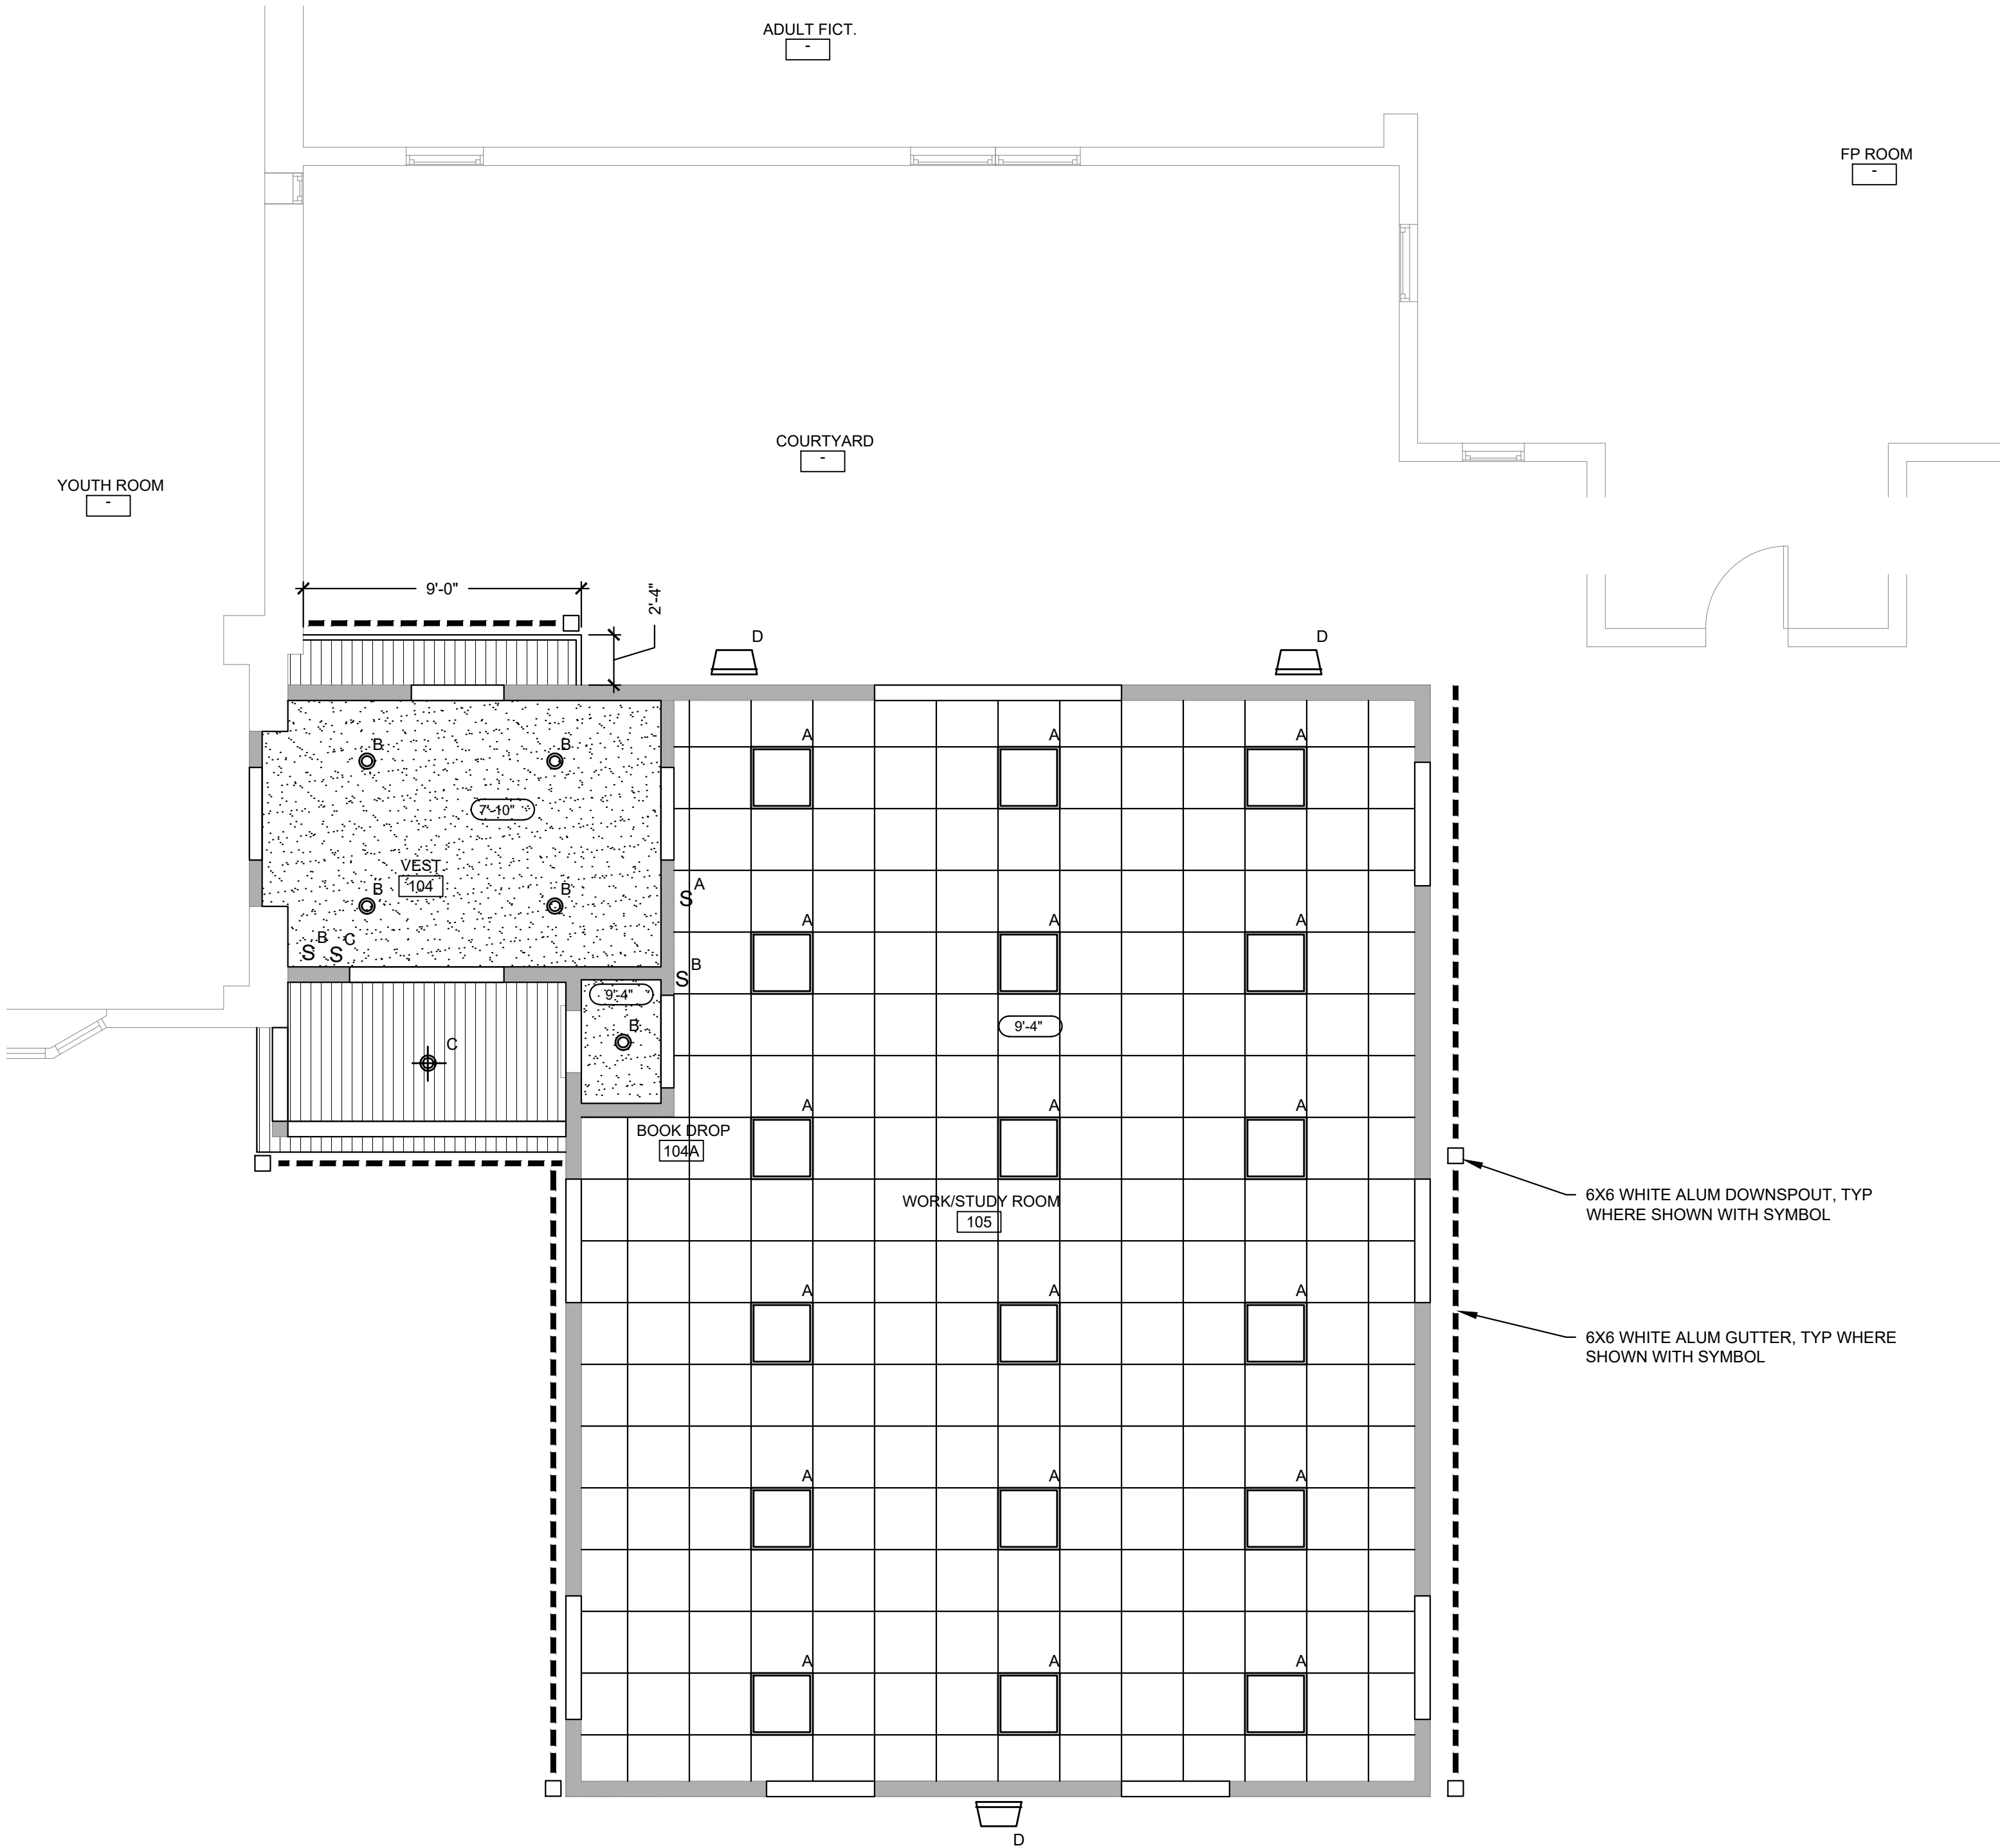 ADULT FICT.
-
FP ROOM
-
COURTYARD
-
YOUTH ROOM
-
9'-0"
2'-4"
D
D
A
A
A
B
B
7'-10"
VEST
104
A
S
B
B
A
A
A
B
S
C
S
B
S
9'-4"
9'-4"
B
C
A
A
A
BOOK DROP
104A
WORK/STUDY ROOM
105
6X6 WHITE ALUM DOWNSPOUT, TYP
WHERE SHOWN WITH SYMBOL
A
A
A
6X6 WHITE ALUM GUTTER, TYP WHERE
SHOWN WITH SYMBOL
A
A
A
A
A
A
D